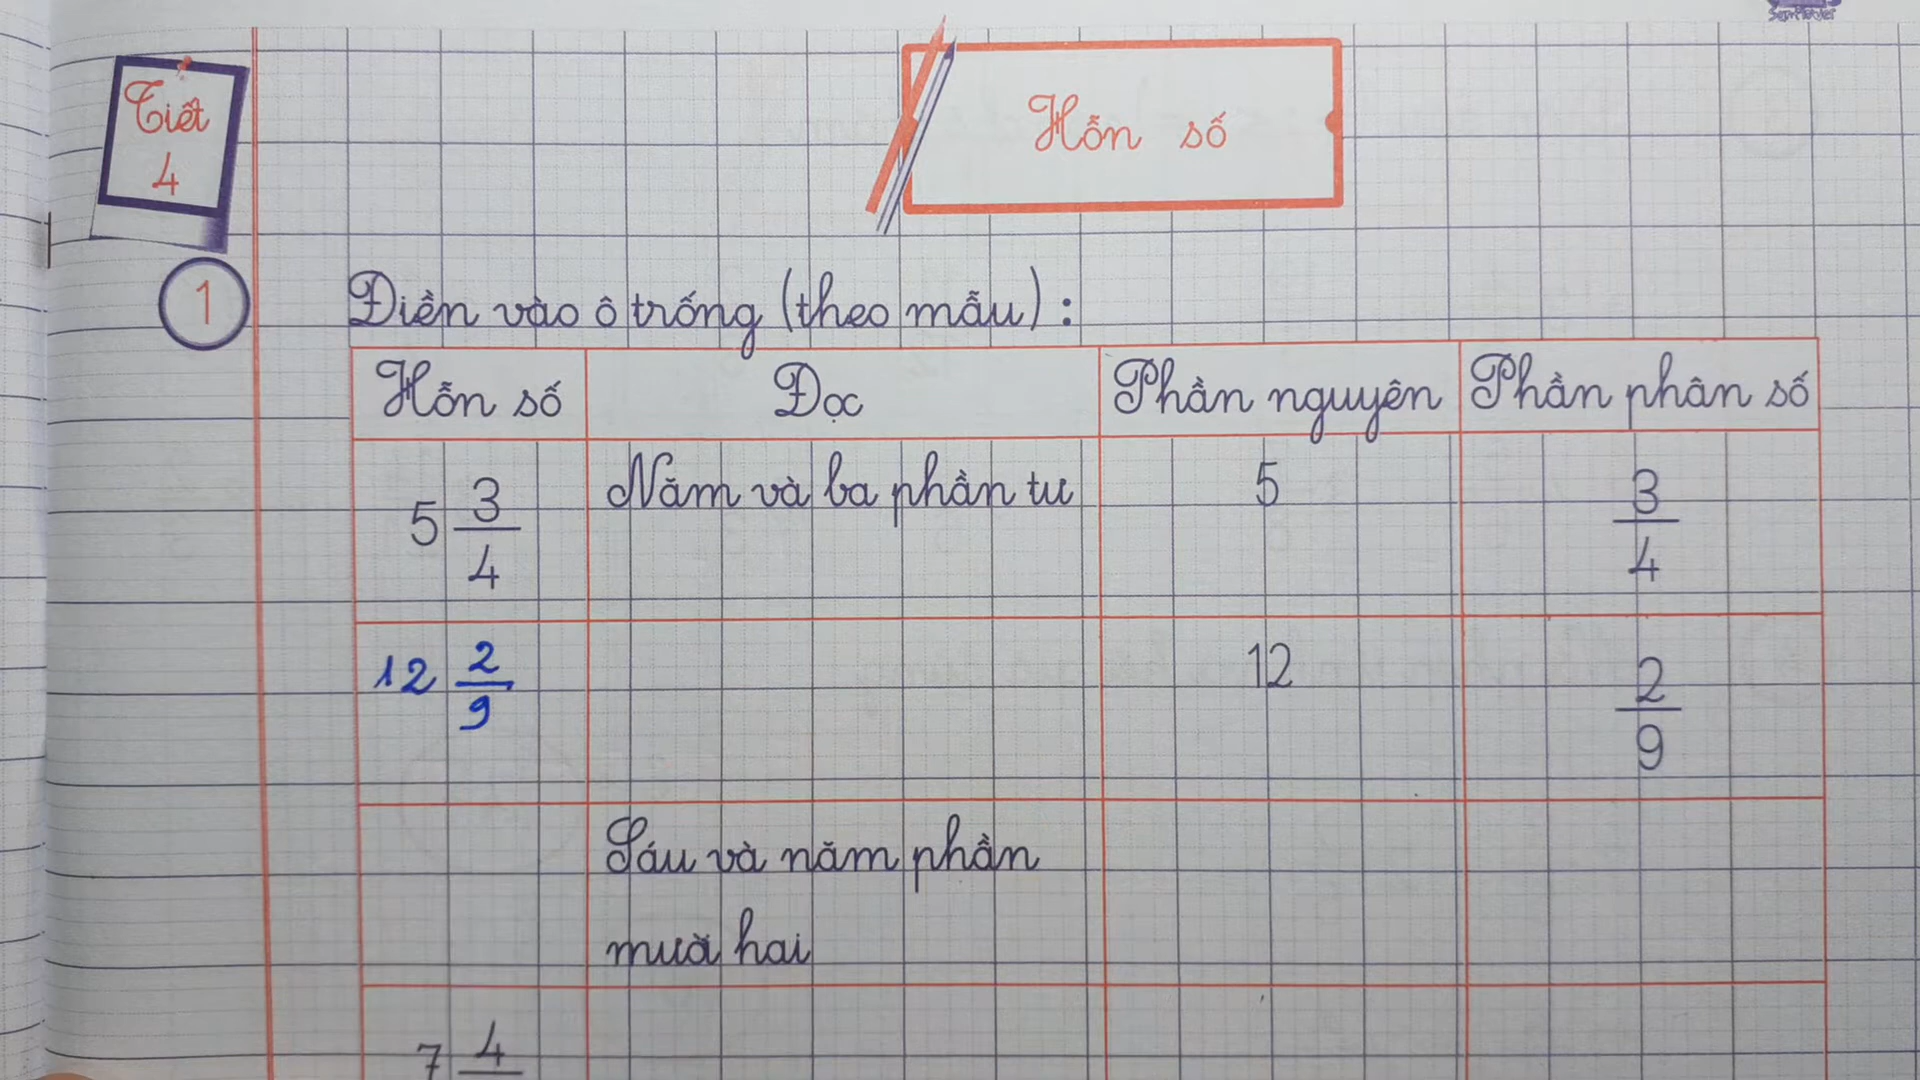 Tiết
4
Hỗn số
1
Điền vào ô trống (theo mẫu) :
Hỗn số Đọc Phần nguyên Phần phân số
5 3/4 Năm và ba phần tư 5 3/4
12 2/9 12 2/9
Sáu và năm phần
mười hai
7 4